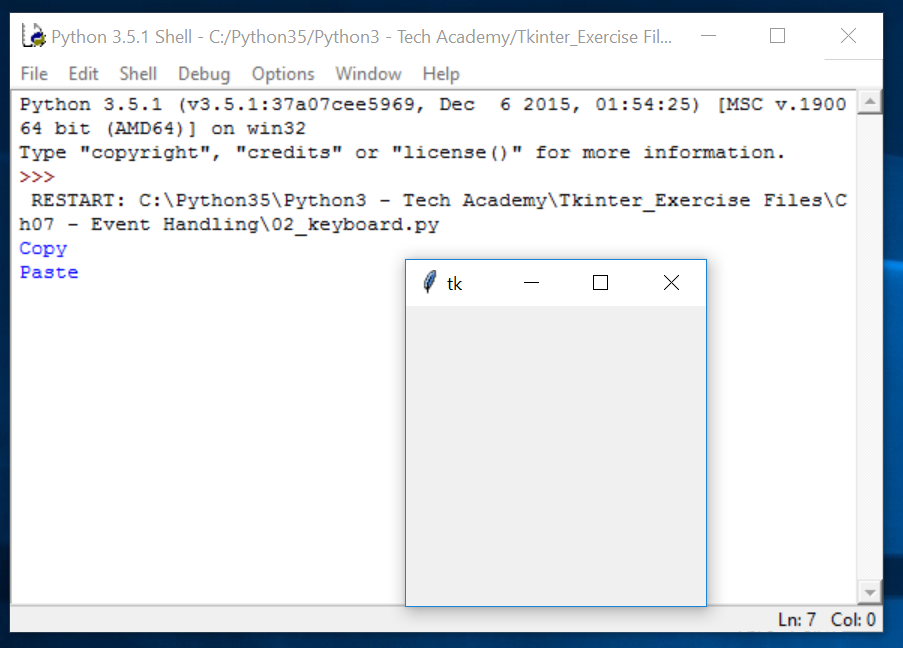 Python 3.5.1 Shell - C:/Python35/Python3 - Tech Academy/Tkinter_Exercise Fil...
File Edit Shell Debug Options Window Help
Python 3.5.1 (v3.5.1:37a07cee5969, Dec  6 2015, 01:54:25) [MSC v.1900
64 bit (AMD64)] on win32
Type "copyright", "credits" or "license()" for more information.
>>>
RESTART: C:\Python35\Python3 - Tech Academy\Tkinter_Exercise Files\C
h07 - Event Handling\02_keyboard.py
Copy
Paste
tk
Ln: 7 Col: 0